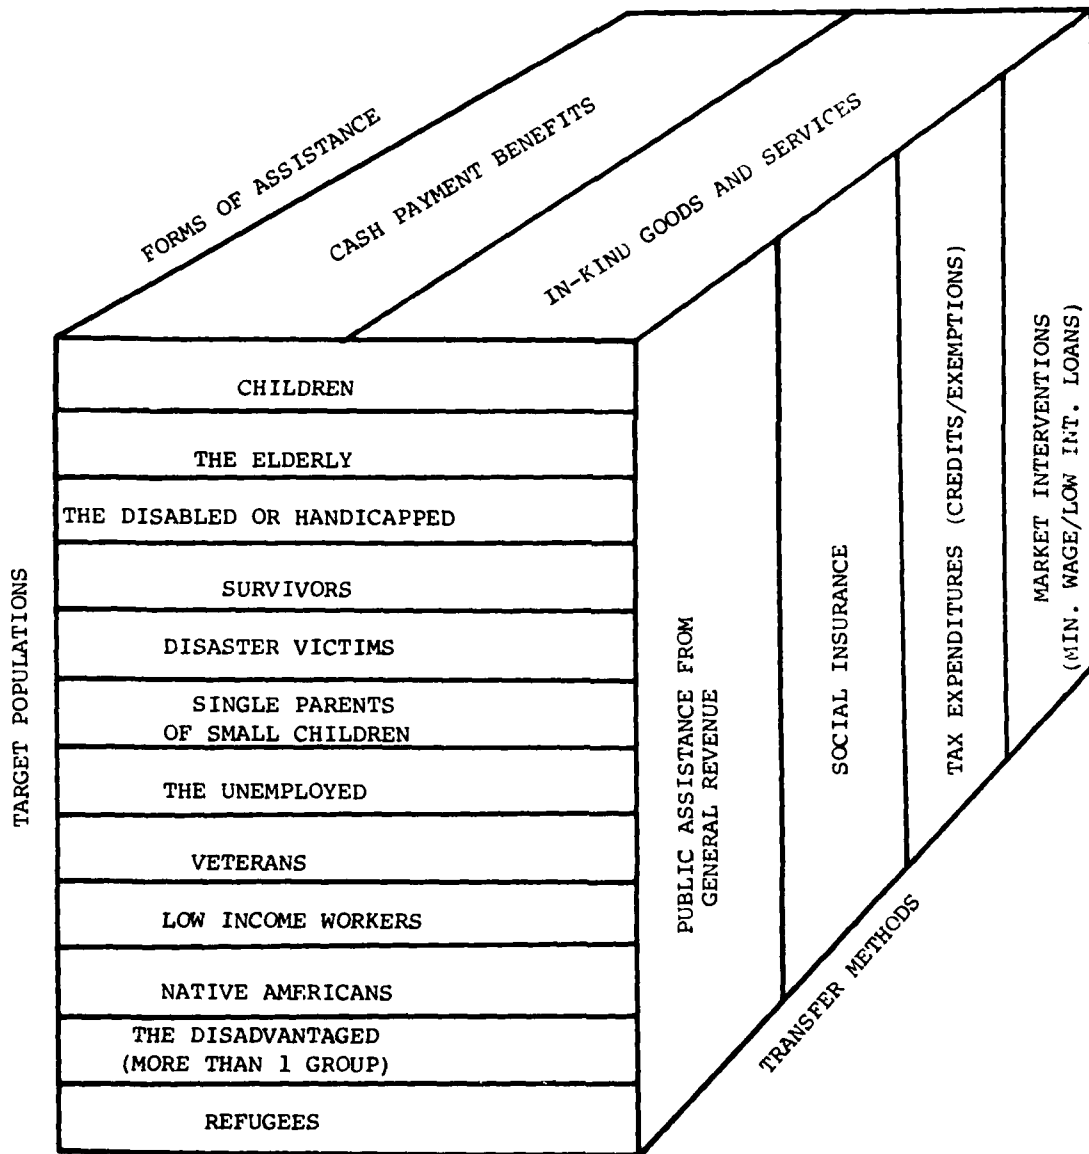 FORMS OF ASSISTANCE
CASH PAYMENT BENEFITS
IN-KIND GOODS AND SERVICES
TARGET POPULATIONS
CHILDREN
THE ELDERLY
THE DISABLED OR HANDICAPPED
SURVIVORS
DISASTER VICTIMS
SINGLE PARENTS
OF SMALL CHILDREN
THE UNEMPLOYED
VETERANS
LOW INCOME WORKERS
NATIVE AMERICANS
THE DISADVANTAGED
(MORE THAN 1 GROUP)
REFUGEES
PUBLIC ASSISTANCE FROM
GENERAL REVENUE
SOCIAL INSURANCE
TAX EXPENDITURES (CREDITS/EXEMPTIONS)
MARKET INTERVENTIONS
(MIN. WAGE/LOW INT. LOANS)
TRANSFER METHODS